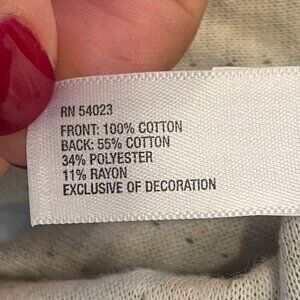 RN 54023
FRONT: 100% COTTON
BACK: 55% COTTON
34% POLYESTER
11% RAYON
EXCLUSIVE OF DECORATION